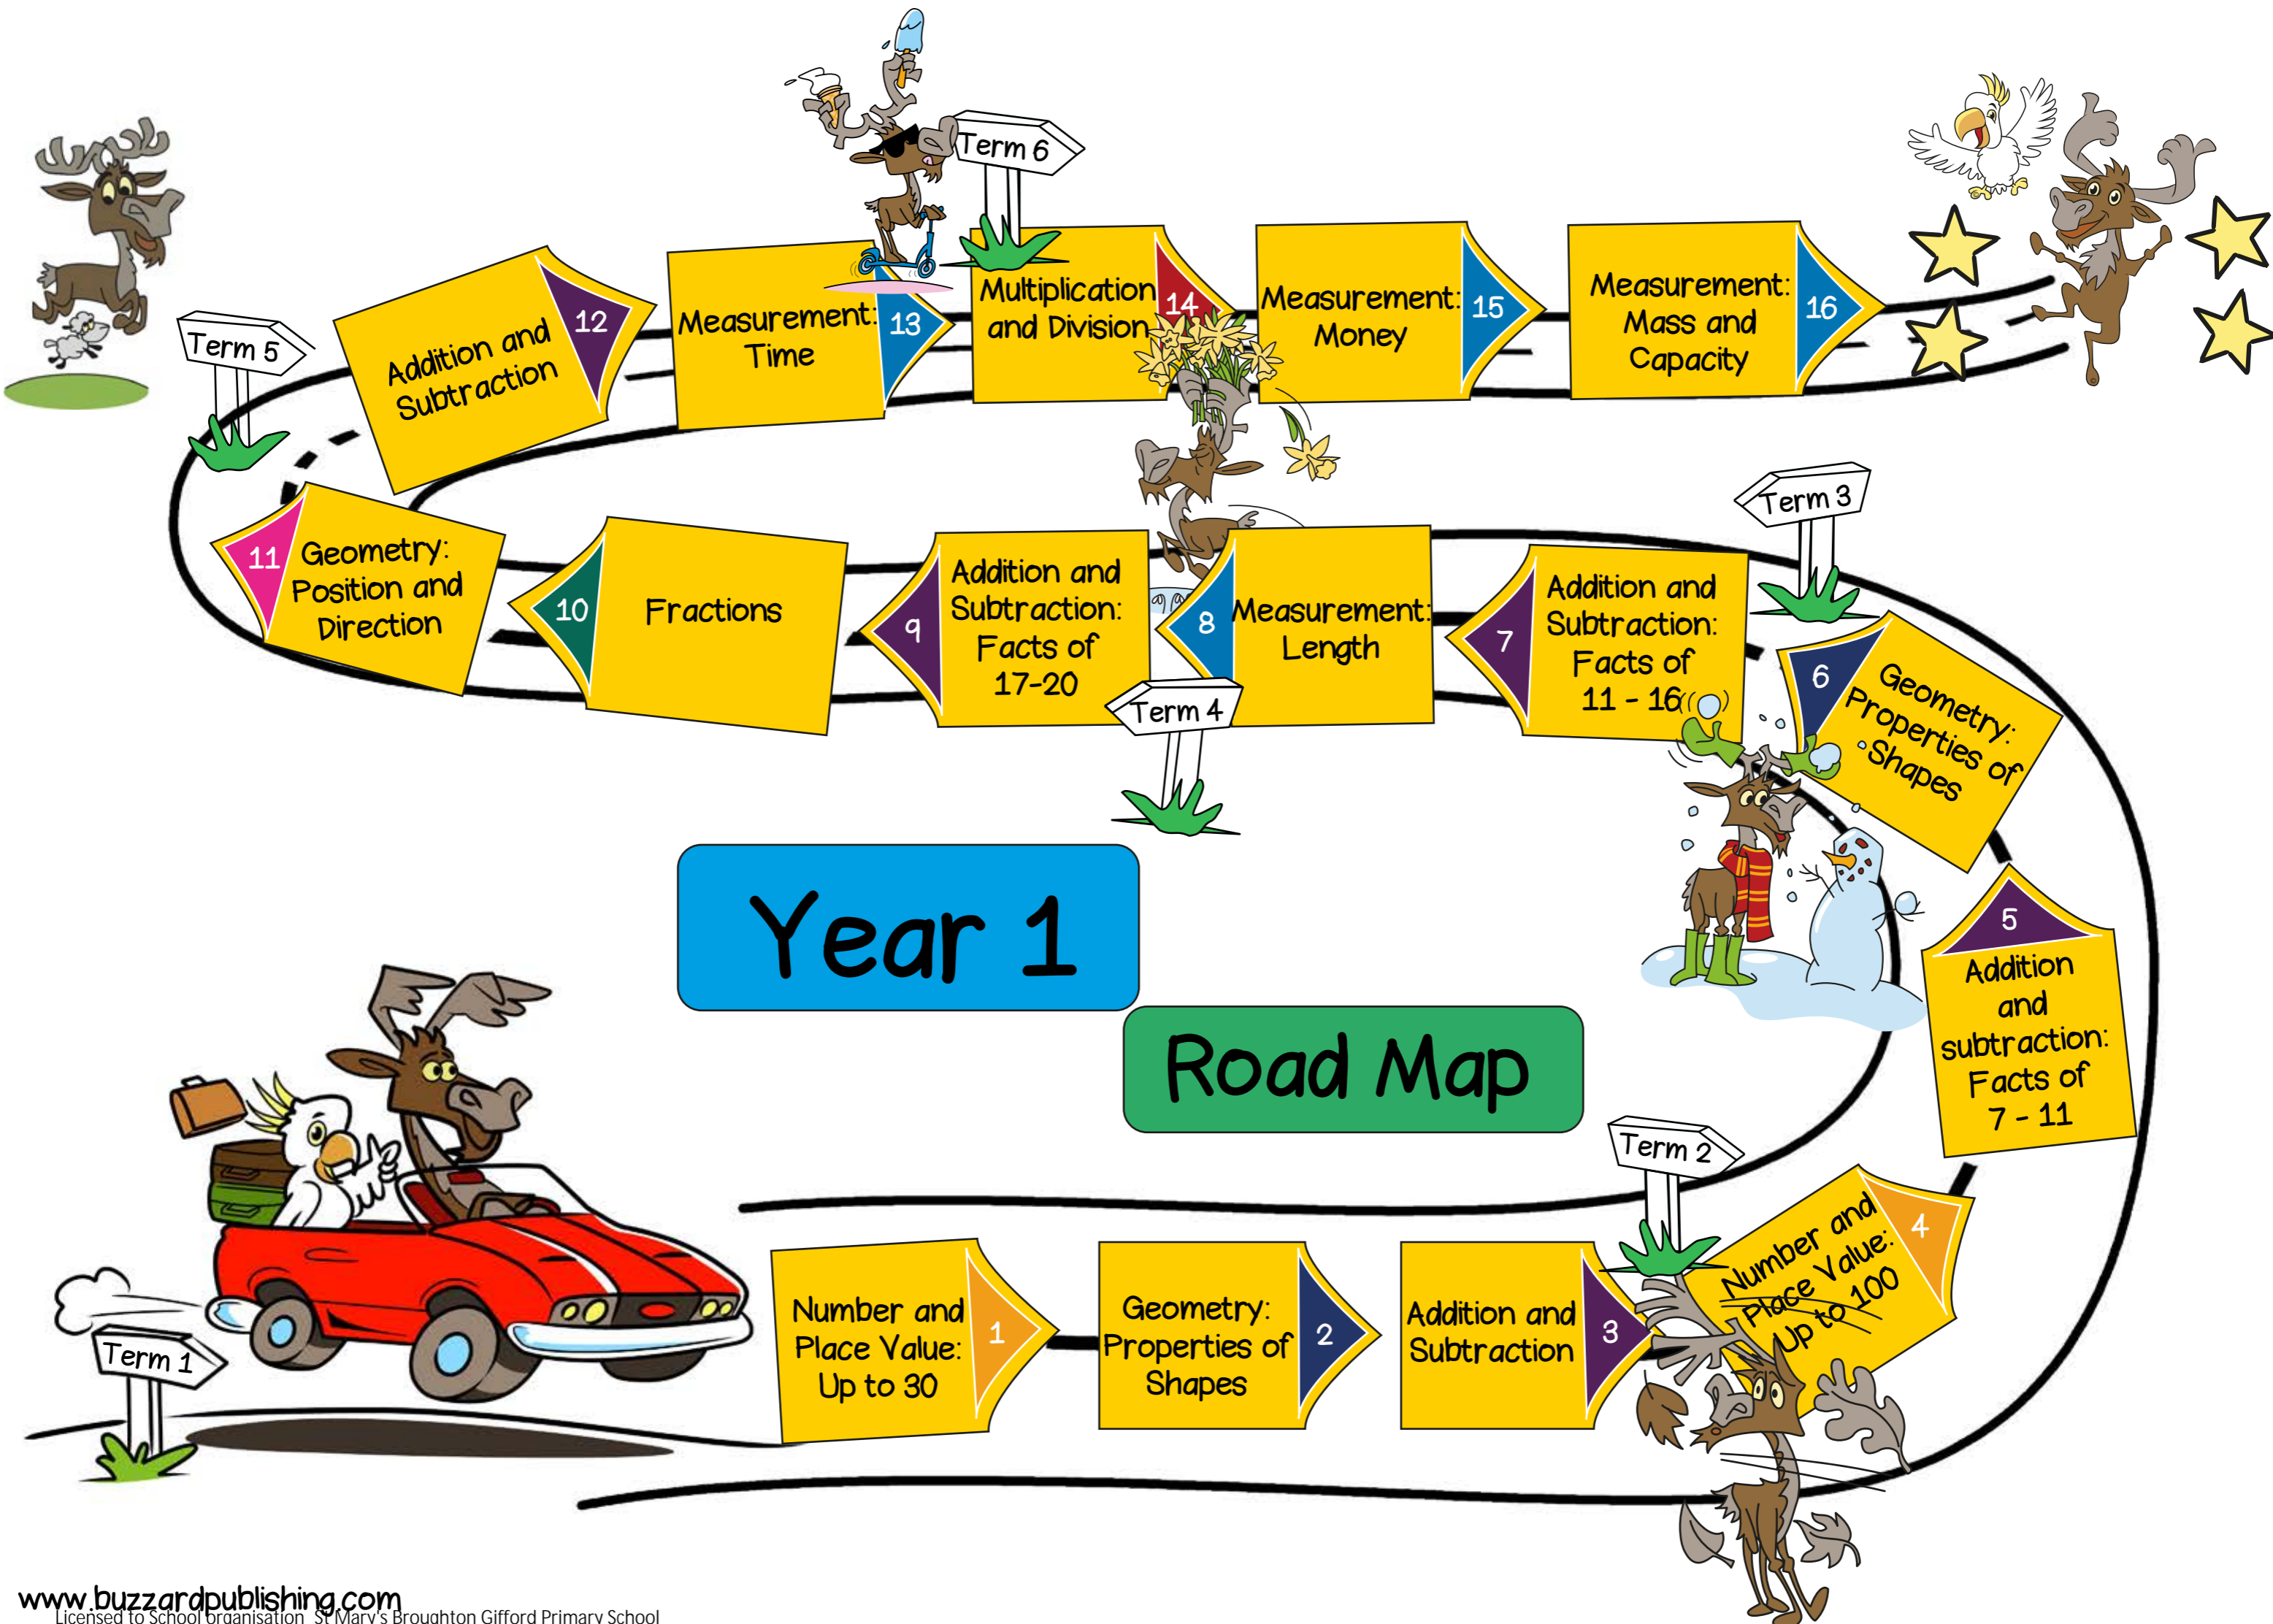 Term 1
Number and
Place Value:
Up to 30
1
Geometry:
Properties of
Shapes
2
Addition and
Subtraction
3
Term 2
Number and
Place Value:
Up to 100
4
Addition
and
subtraction:
Facts of
7 - 11
5
Geometry:
Properties of
Shapes
6
Term 3
Addition and
Subtraction:
Facts of
11 - 16
7
Measurement:
Length
8
Term 4
Addition and
Subtraction:
Facts of
17-20
9
Fractions
10
Geometry:
Position and
Direction
11
Term 5
Addition and
Subtraction
12
Measurement:
Time
13
Term 6
Multiplication
and Division
14
Measurement:
Money
15
Measurement:
Mass and
Capacity
16
Year 1
Road Map
www.buzzardpublishing.com
Licensed to School organisation St Mary's Broughton Gifford Primary School